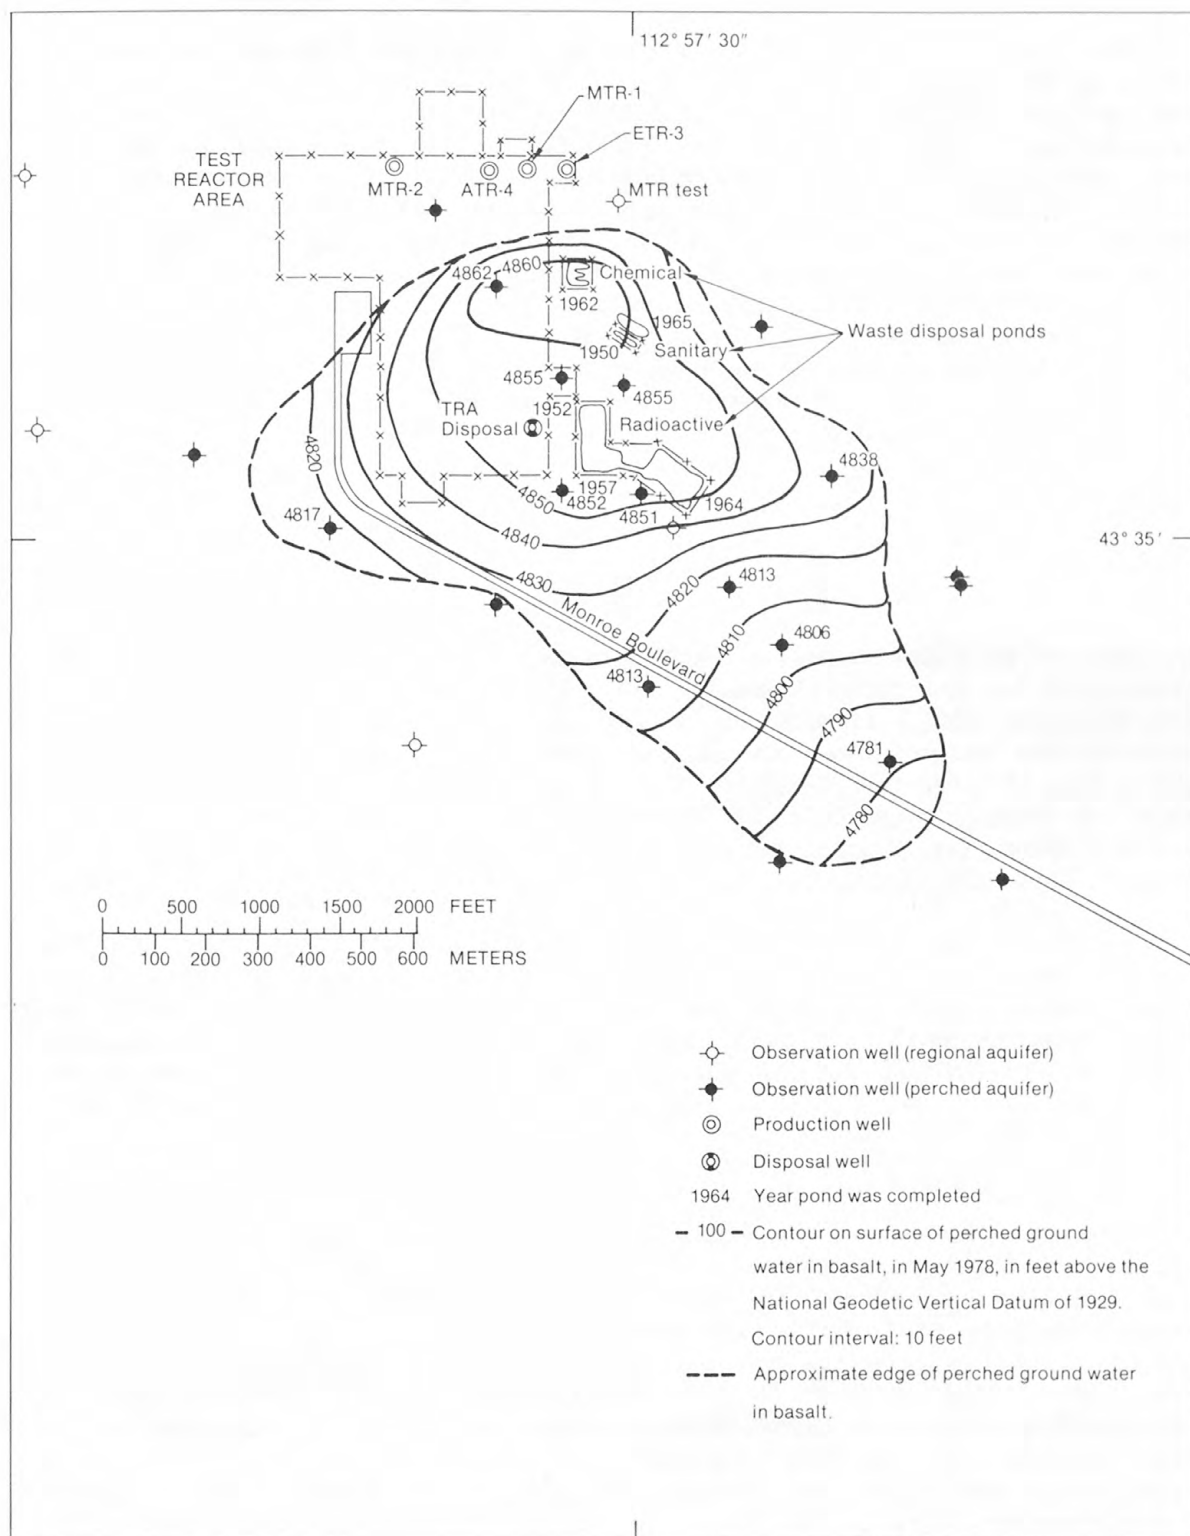 112° 57′ 30″
MTR-1
ETR-3
TEST
REACTOR
AREA
MTR-2
ATR-4
MTR test
4862
4860
Chemical
1962
1965
Waste disposal ponds
1950
Sanitary
4855
4855
1952
TRA
Disposal
Radioactive
4820
4838
1957
4852
4850
4851
1964
4817
4840
43° 35′
4830
4820
4813
Monroe Boulevard
4810
4806
4813
4800
4790
4781
4780
0 500 1000 1500 2000 FEET
0 100 200 300 400 500 600 METERS
Observation well (regional aquifer)
Observation well (perched aquifer)
Production well
Disposal well
1964 Year pond was completed
– 100 – Contour on surface of perched ground
water in basalt, in May 1978, in feet above the
National Geodetic Vertical Datum of 1929.
Contour interval: 10 feet
Approximate edge of perched ground water
in basalt.